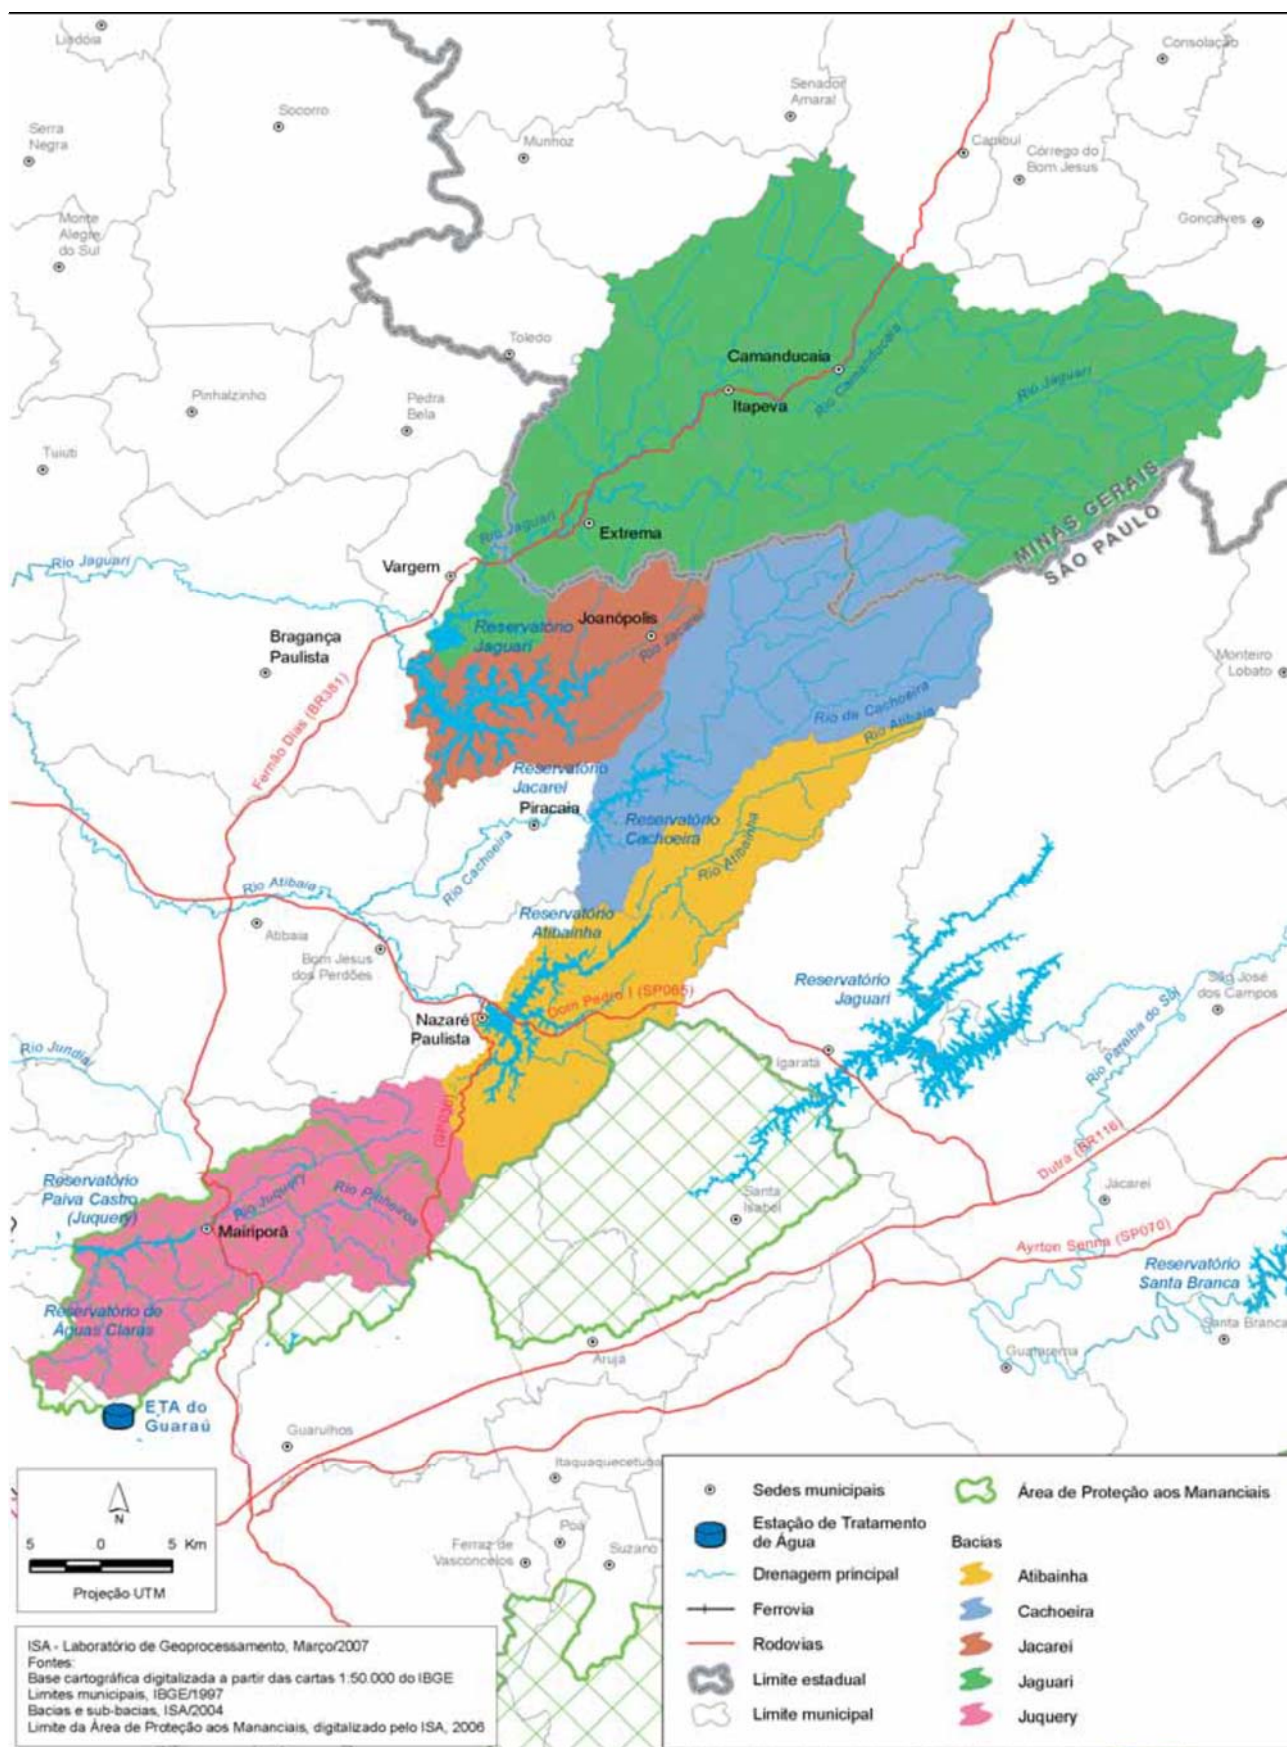 Lindóia
Consolação
Socorro
Senador
Amaral
Serra
Negra
Munhoz
Córrego do
Bom Jesus
Monte
Alegre
do Sul
Gonçalves
Toledo
Camanducaia
Rio Camanducaia
Itapeva
Rio Jaguari
Pinhalzinho
Pedra
Bela
Tuiuti
MINAS GERAIS
SÃO PAULO
Rio Jaguari
Extrema
Rio Jaguari
Vargem
Joanópolis
Reservatório
Jaguari
Rio Jacareí
Bragança
Paulista
Monteiro
Lobato
Fernão Dias (BR381)
Rio da Cachoeira
Rio Atibaia
Reservatório
Jacareí
Piracaia
Reservatório
Cachoeira
Rio Cachoeira
Rio Atibainha
Rio Atibaia
Reservatório
Atibainha
Bom Jesus
dos Perdões
Reservatório
Jaguari
São José
dos Campos
Dom Pedro I (SP065)
Nazaré
Paulista
Rio Paraíba do Sul
Rio Jundiaí
Igaratá
Dutra (BR116)
Reservatório
Paiva Castro
(Juquery)
Rio Juquery
Rio Pinheiros
Mairiporã
Santa
Isabel
Jacareí
Ayrton Senna (SP070)
Reservatório
Santa Branca
Reservatório de
Águas Claras
Santa Branca
Arujá
Guararema
ETA do
Guaraú
Guarulhos
Itaquaquecetuba
Poá
Ferraz de
Vasconcelos
Suzano
N
5 0 5 Km
Projeção UTM
ISA - Laboratório de Geoprocessamento, Março/2007
Fontes:
Base cartográfica digitalizada a partir das cartas 1:50.000 do IBGE
Limites municipais, IBGE/1997
Bacias e sub-bacias, ISA/2004
Limite da Área de Proteção aos Mananciais, digitalizado pelo ISA, 2006
Sedes municipais
Estação de Tratamento
de Água
Drenagem principal
Ferrovia
Rodovias
Limite estadual
Limite municipal
Área de Proteção aos Mananciais
Bacias
Atibainha
Cachoeira
Jacareí
Jaguari
Juquery